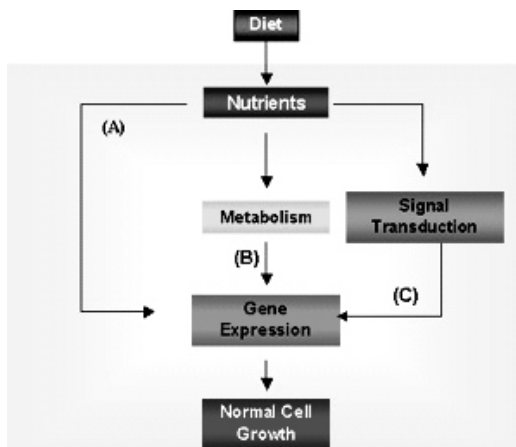 Diet
Nutrients
(A)
Metabolism
Signal
Transduction
(B)
(C)
Gene
Expression
Normal Cell
Growth